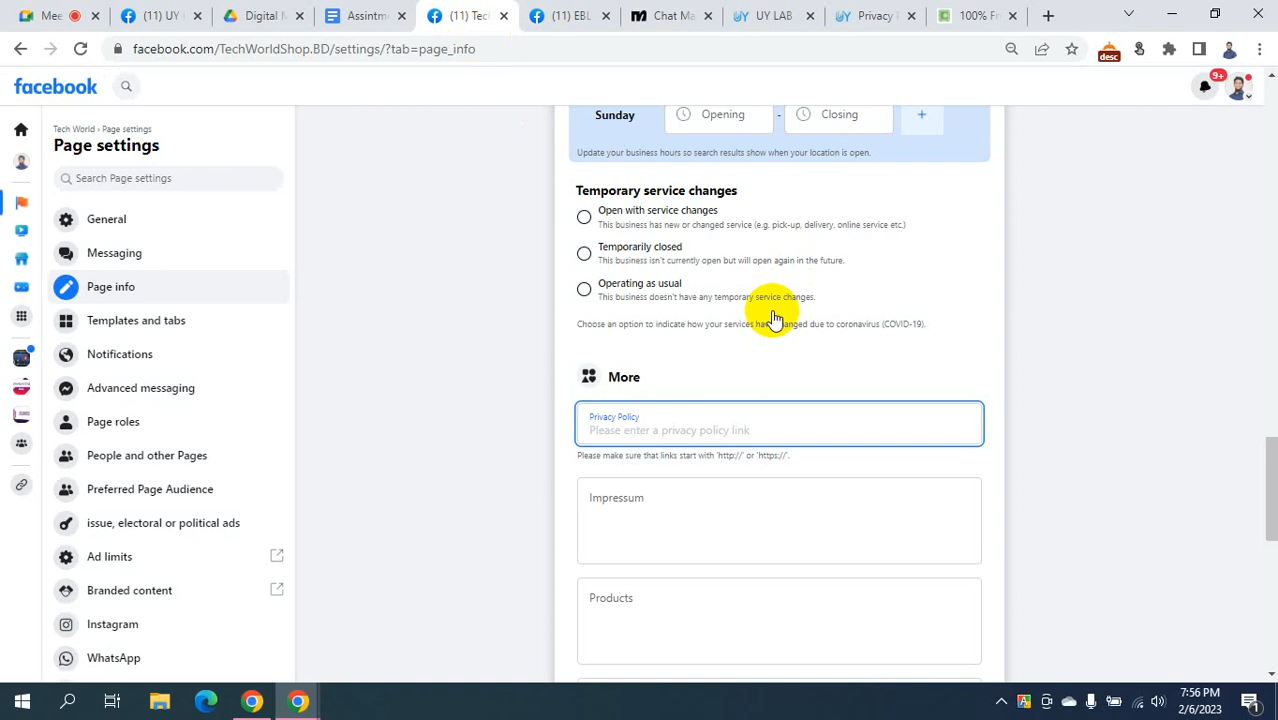 Mee
(11) UY
Digital M
Assintm
(11) Tec
(11) EBL
Chat Ma
UY LAB
Privacy
100% Fr
facebook.com/TechWorldShop.BD/settings/?tab=page_info
desc
facebook
9+
Tech World › Page settings
Page settings
Search Page settings
General
Messaging
Page info
Templates and tabs
Notifications
Advanced messaging
Page roles
People and other Pages
Preferred Page Audience
issue, electoral or political ads
Ad limits
Branded content
Instagram
WhatsApp
Sunday
Opening
-
Closing
+
Update your business hours so search results show when your location is open.
Temporary service changes
Open with service changes
This business has new or changed service (e.g. pick-up, delivery, online service etc.)
Temporarily closed
This business isn't currently open but will open again in the future.
Operating as usual
This business doesn't have any temporary service changes.
Choose an option to indicate how your services have changed due to coronavirus (COVID-19).
More
Privacy Policy
Please enter a privacy policy link
Please make sure that links start with 'http://' or 'https://'.
Impressum
Products
7:56 PM
2/6/2023
1